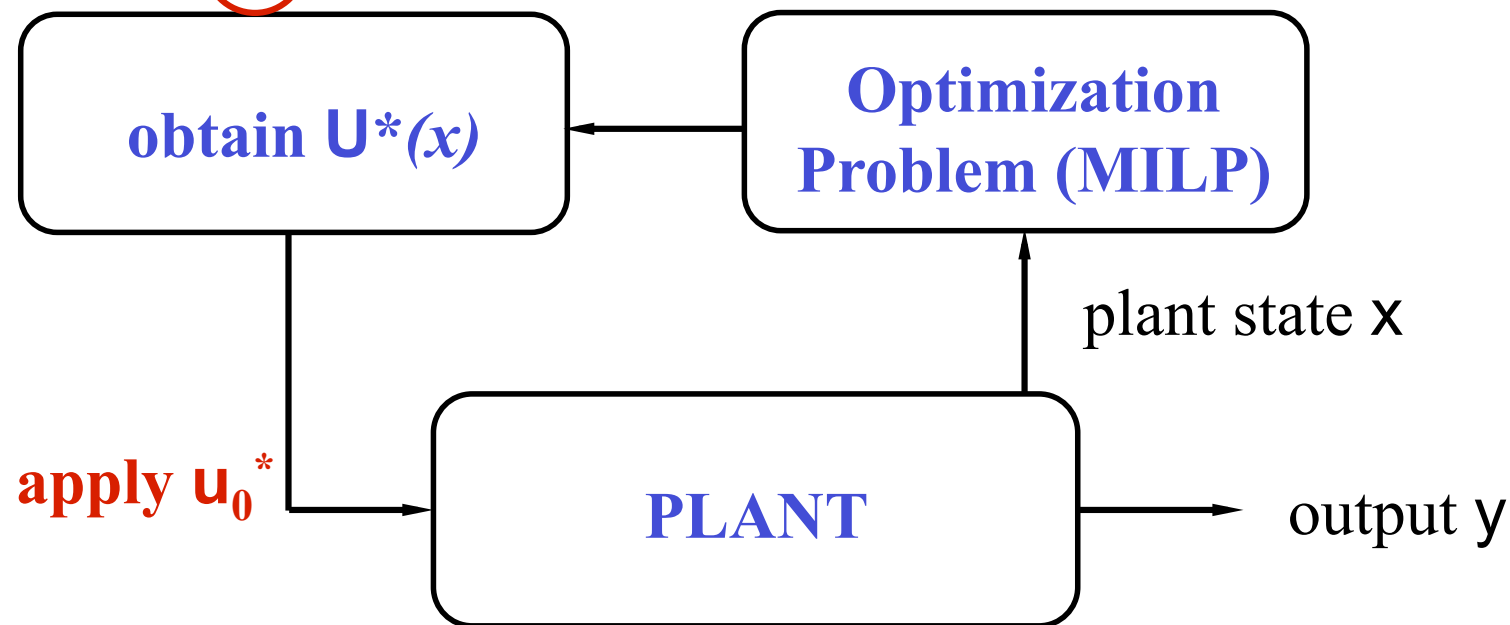 obtain U*(x)
Optimization
Problem (MILP)
plant state x
apply u₀*
PLANT
output y